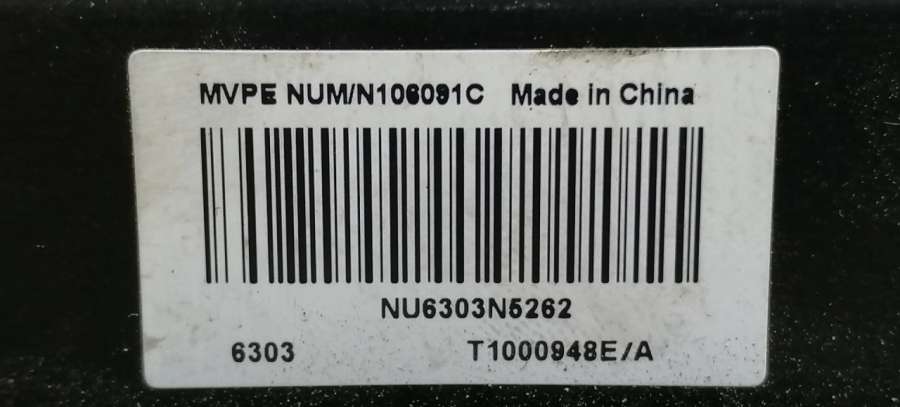 MVPE NUM/N106091C Made in China
NU6303N5262
6303 T1000948E/A